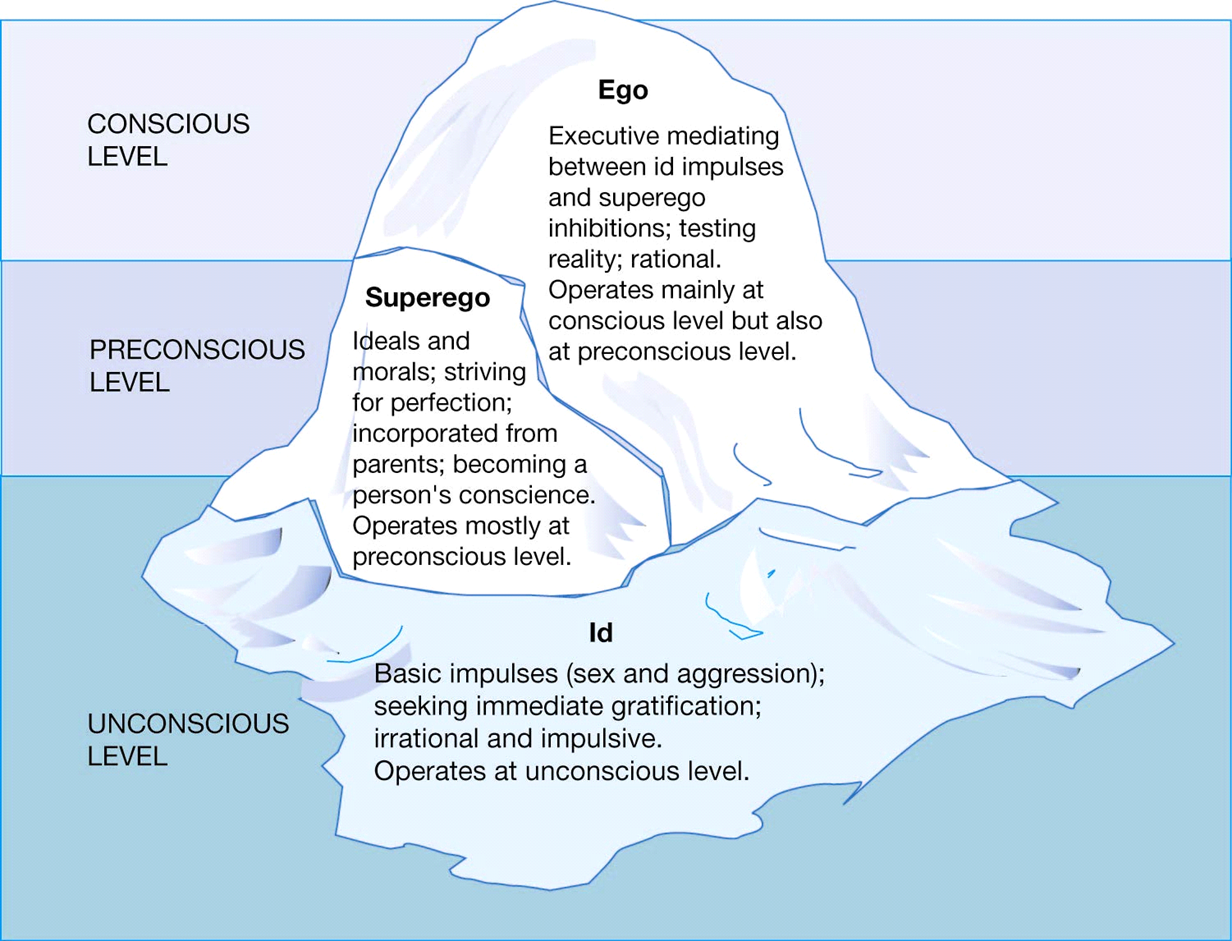 CONSCIOUS
LEVEL
Ego
Executive mediating
between id impulses
and superego
inhibitions; testing
reality; rational.
Operates mainly at
conscious level but also
at preconscious level.
PRECONSCIOUS
LEVEL
Superego
Ideals and
morals; striving
for perfection;
incorporated from
parents; becoming a
person's conscience.
Operates mostly at
preconscious level.
UNCONSCIOUS
LEVEL
Id
Basic impulses (sex and aggression);
seeking immediate gratification;
irrational and impulsive.
Operates at unconscious level.